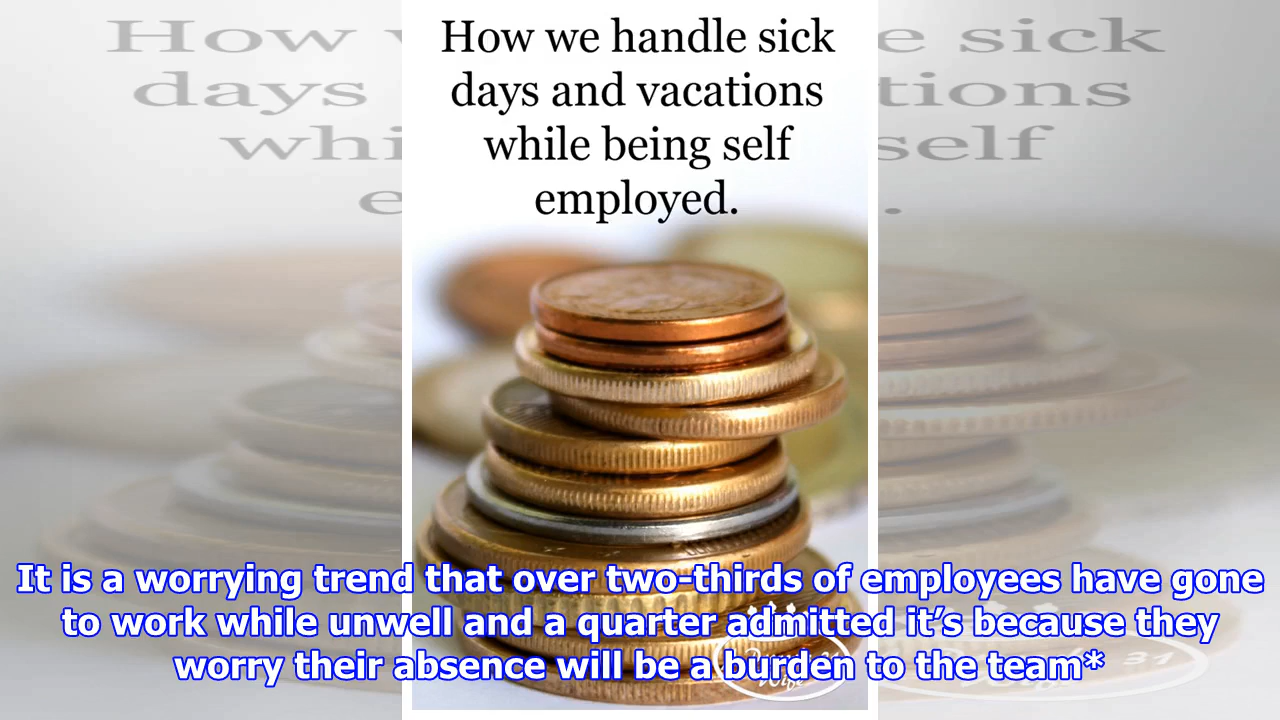 How we handle sick
days and vacations
while being self
employed.
It is a worrying trend that over two-thirds of employees have gone
to work while unwell and a quarter admitted it’s because they
worry their absence will be a burden to the team*
Wife